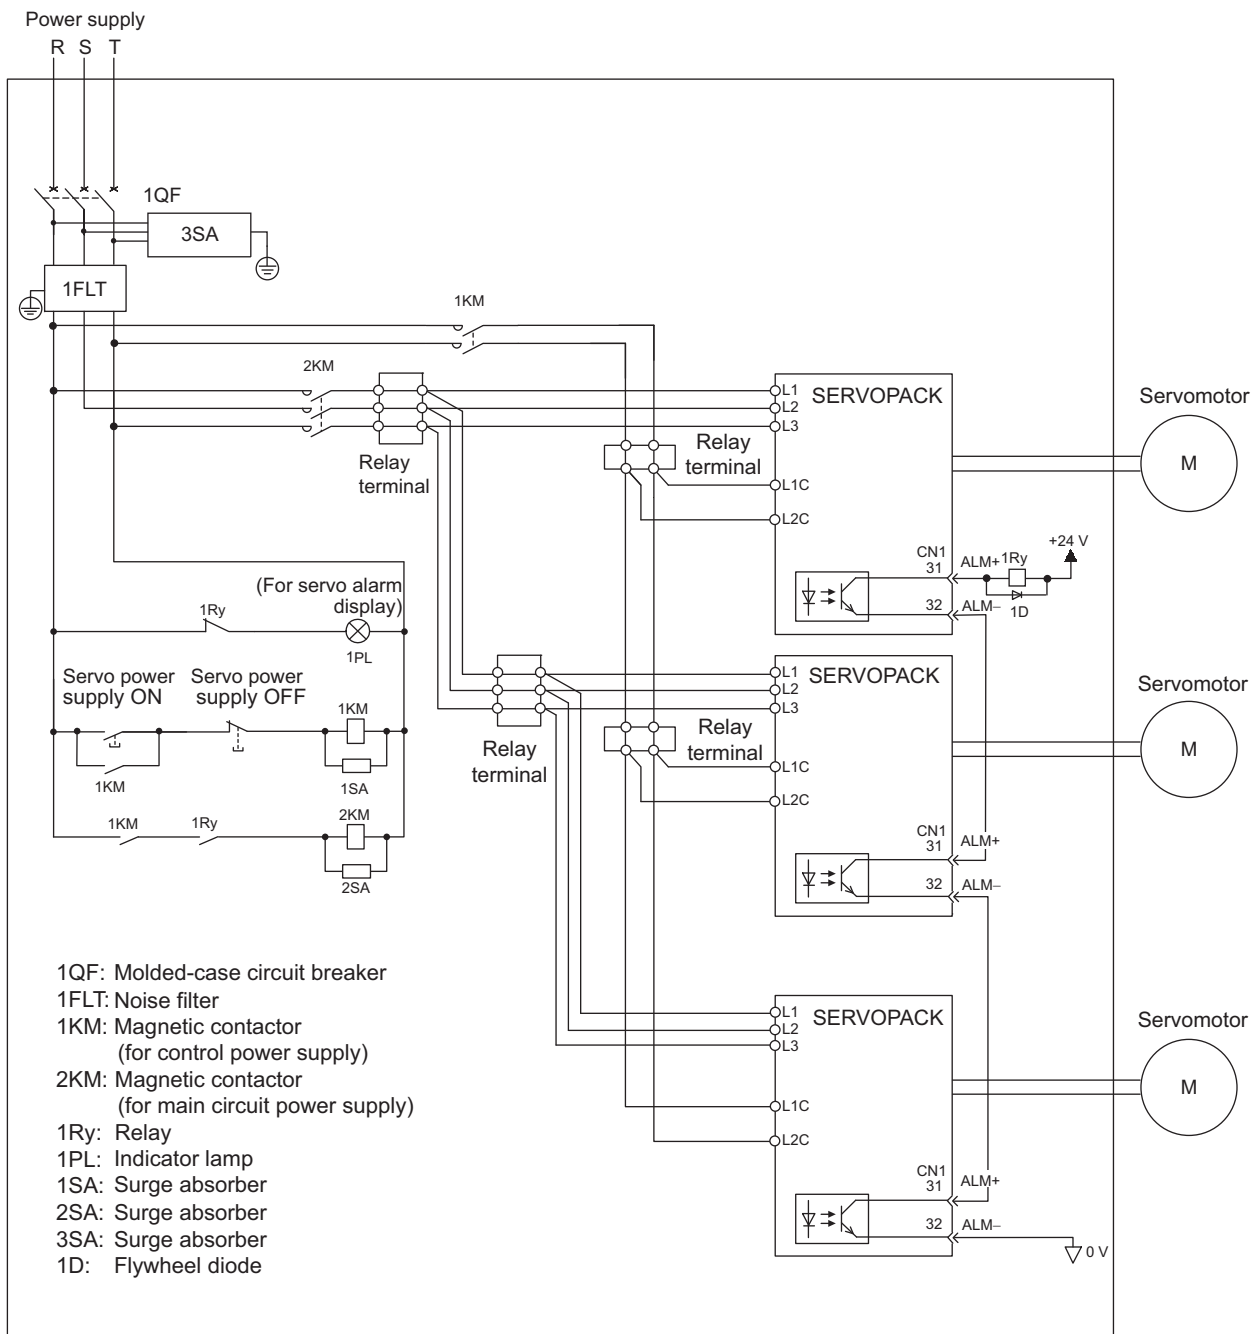 Power supply
R S T
1QF
3SA
1FLT
1KM
2KM
Relay
terminal
Relay
terminal
L1
L2
L3
L1C
L2C
SERVOPACK
CN1
31
32
ALM+
ALM−
1Ry
1D
+24 V
Servomotor
M
(For servo alarm
display)
1Ry
1PL
Servo power
supply ON
Servo power
supply OFF
1KM
1KM
1SA
1KM
1Ry
2KM
2SA
Relay
terminal
Relay
terminal
L1
L2
L3
L1C
L2C
SERVOPACK
CN1
31
32
ALM+
ALM−
Servomotor
M
L1
L2
L3
L1C
L2C
SERVOPACK
CN1
31
32
ALM+
ALM−
0 V
Servomotor
M
1QF: Molded-case circuit breaker
1FLT: Noise filter
1KM: Magnetic contactor
(for control power supply)
2KM: Magnetic contactor
(for main circuit power supply)
1Ry: Relay
1PL: Indicator lamp
1SA: Surge absorber
2SA: Surge absorber
3SA: Surge absorber
1D: Flywheel diode